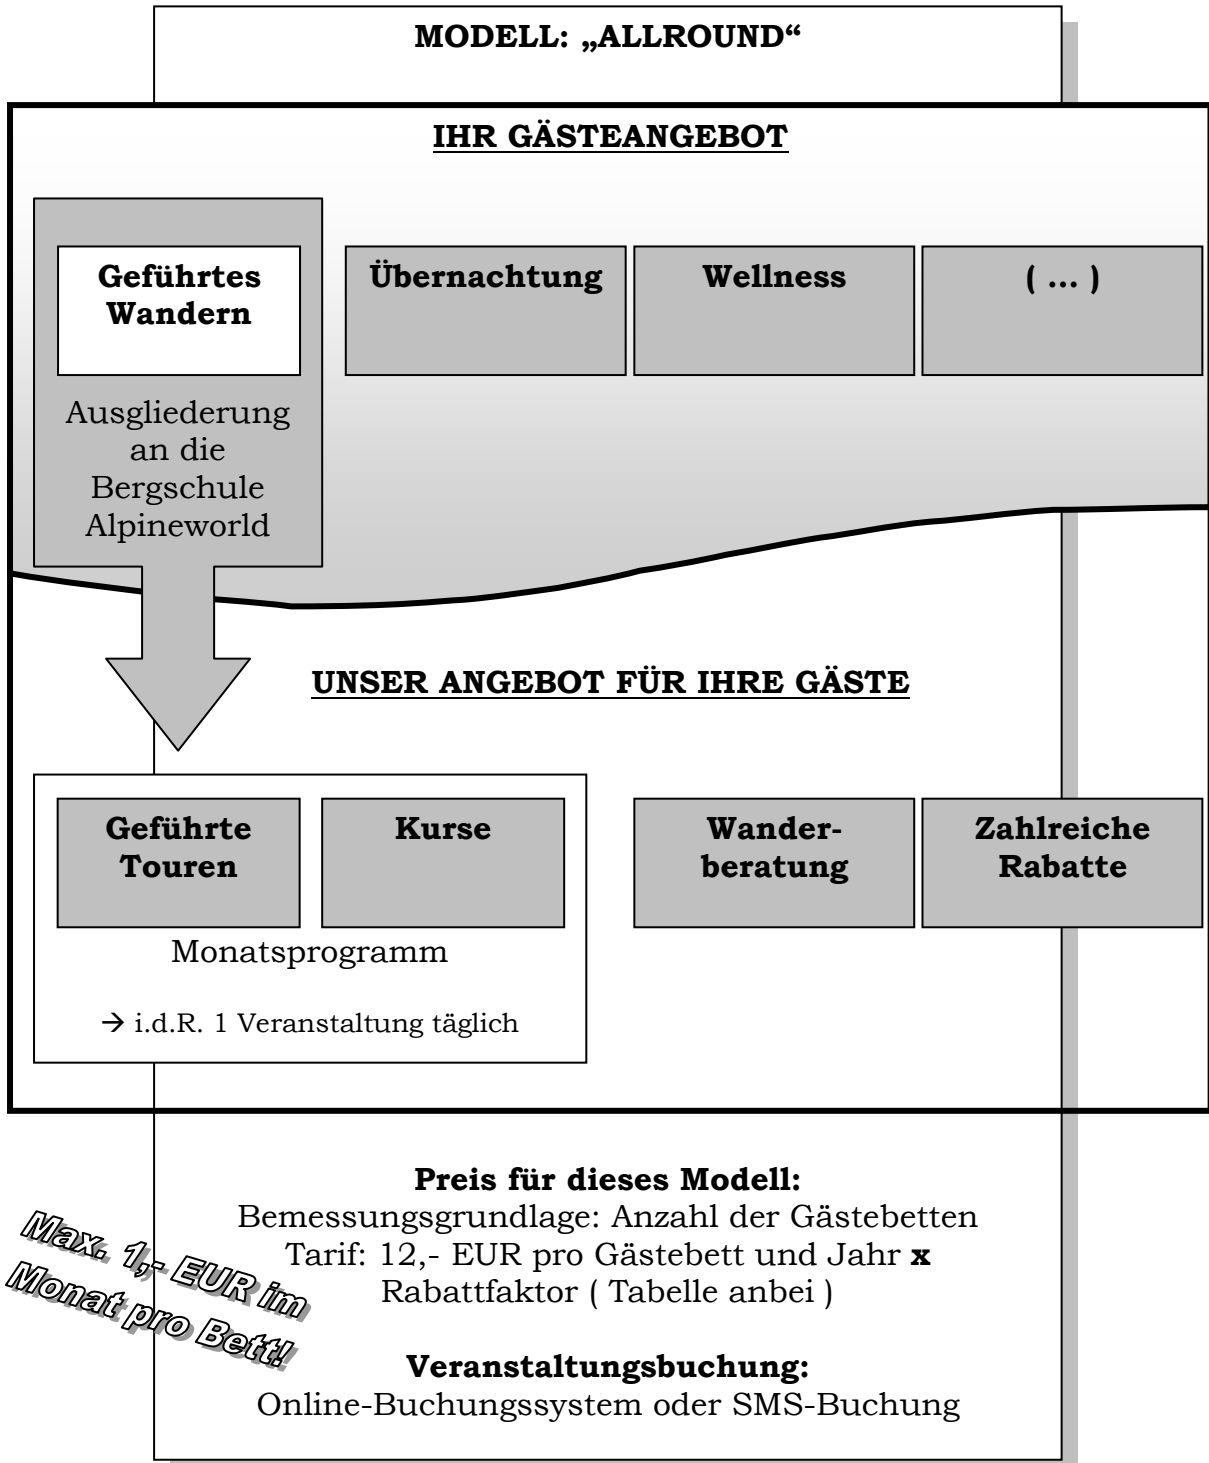 MODELL: „ALLROUND“
IHR GÄSTEANGEBOT
Geführtes
Wandern
Übernachtung
Wellness
( … )
Ausgliederung
an die
Bergschule
Alpineworld
UNSER ANGEBOT FÜR IHRE GÄSTE
Geführte
Touren
Kurse
Wander-
beratung
Zahlreiche
Rabatte
Monatsprogramm
→ i.d.R. 1 Veranstaltung täglich
Preis für dieses Modell:
Bemessungsgrundlage: Anzahl der Gästebetten
Tarif: 12,- EUR pro Gästebett und Jahr x
Rabattfaktor ( Tabelle anbei )
Max. 1,- EUR im
Monat pro Bett!
Veranstaltungsbuchung:
Online-Buchungssystem oder SMS-Buchung